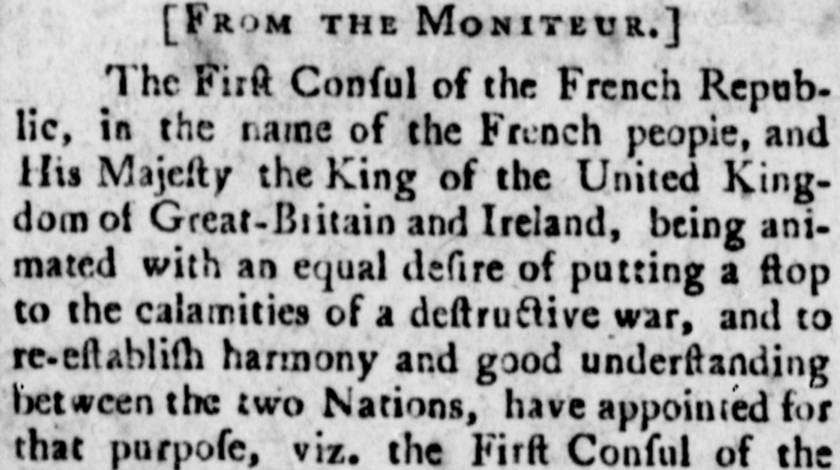 [FROM THE MONITEUR.]
The Firſt Conſul of the French Repub-
lic, in the name of the French people, and
His Majeſty the King of the United King-
dom of Great-Britain and Ireland, being ani-
mated with an equal deſire of putting a ſtop
to the calamities of a deſtructive war, and to
re-eſtabliſh harmony and good underſtanding
between the two Nations, have appointed for
that purpoſe, viz. the Firſt Conſul of the